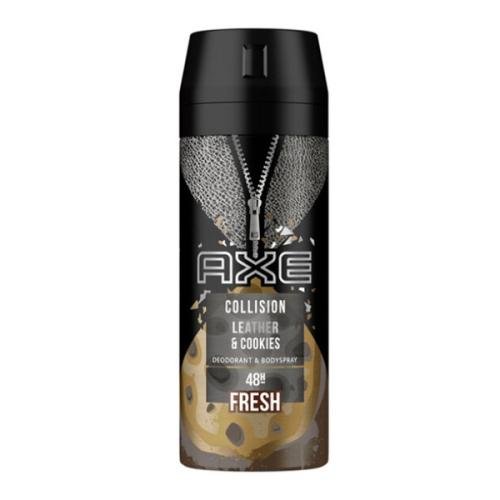 AXE
COLLISION
LEATHER
& COOKIES
DEODORANT & BODYSPRAY
48H
FRESH